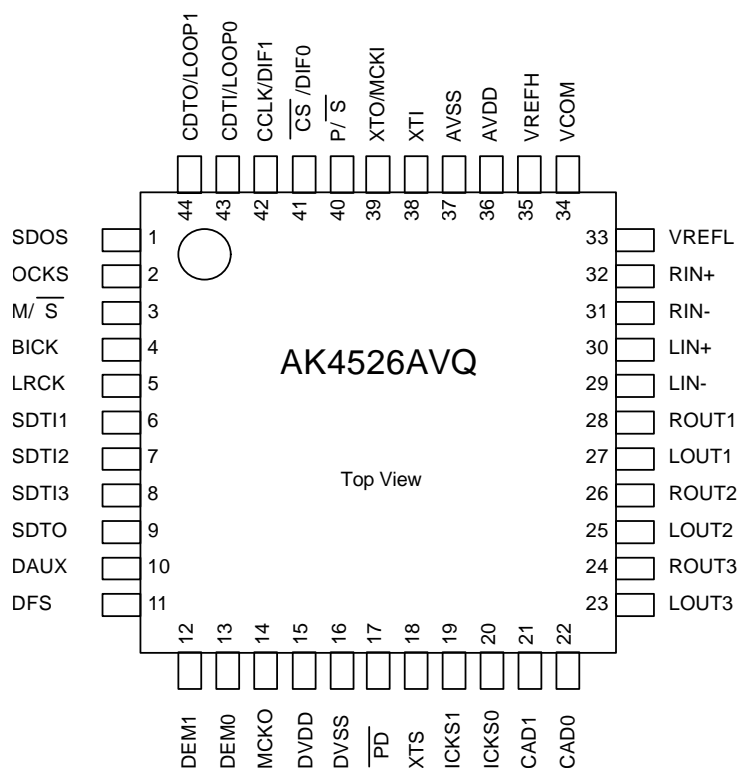 CDTO/LOOP1
CDTI/LOOP0
CCLK/DIF1
CS /DIF0
P/ S
XTO/MCKI
XTI
AVSS
AVDD
VREFH
VCOM
44
43
42
41
40
39
38
37
36
35
34
SDOS 1
OCKS 2
M/ S 3
BICK 4
LRCK 5
SDTI1 6
SDTI2 7
SDTI3 8
SDTO 9
DAUX 10
DFS 11
AK4526AVQ
Top View
33 VREFL
32 RIN+
31 RIN-
30 LIN+
29 LIN-
28 ROUT1
27 LOUT1
26 ROUT2
25 LOUT2
24 ROUT3
23 LOUT3
12
13
14
15
16
17
18
19
20
21
22
DEM1
DEM0
MCKO
DVDD
DVSS
PD
XTS
ICKS1
ICKS0
CAD1
CAD0